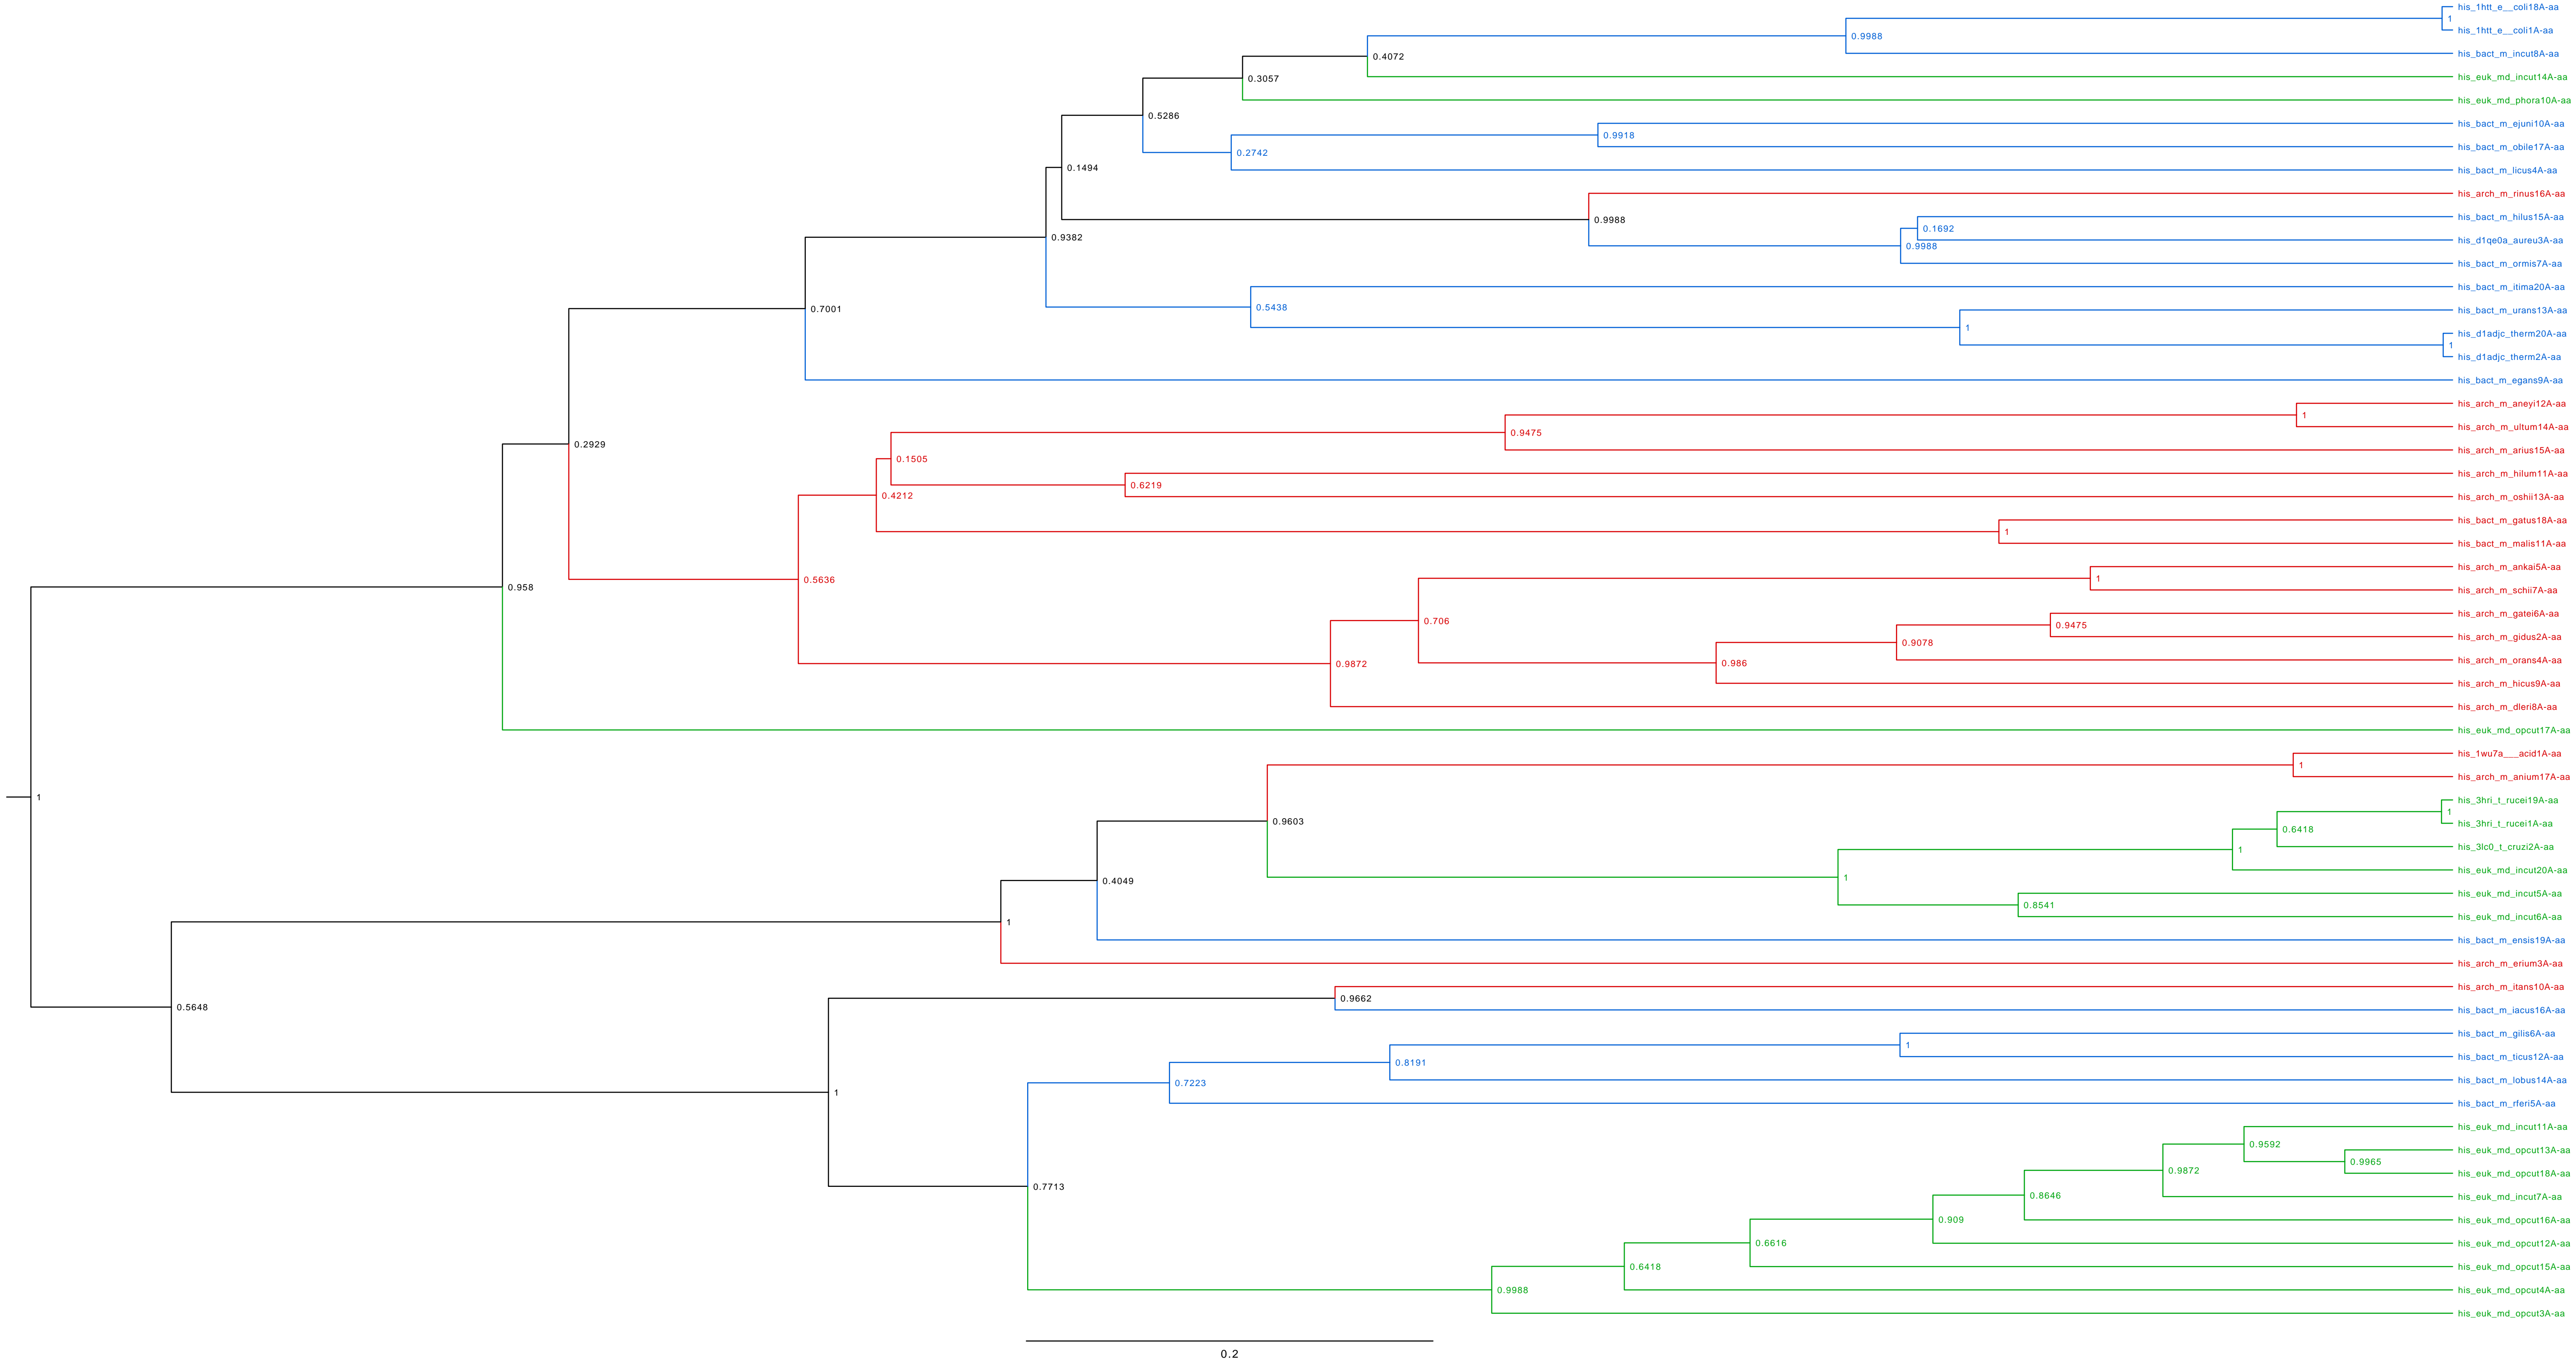 his_1htt_e__coli18A-aa
1
his_1htt_e__coli1A-aa
0.9988
his_bact_m_incut8A-aa
0.4072
his_euk_md_incut14A-aa
0.3057
his_euk_md_phora10A-aa
0.5286
his_bact_m_ejuni10A-aa
0.9918
his_bact_m_obile17A-aa
0.2742
his_bact_m_licus4A-aa
0.1494
his_arch_m_rinus16A-aa
0.9988
his_bact_m_hilus15A-aa
0.1692
his_d1qe0a_aureu3A-aa
0.9382
0.9988
his_bact_m_ormis7A-aa
his_bact_m_itima20A-aa
0.5438
0.7001
his_bact_m_urans13A-aa
1
his_d1adjc_therm20A-aa
1
his_d1adjc_therm2A-aa
his_bact_m_egans9A-aa
his_arch_m_aneyi12A-aa
1
his_arch_m_ultum14A-aa
0.9475
0.2929
his_arch_m_arius15A-aa
0.1505
his_arch_m_hilum11A-aa
0.6219
0.4212
his_arch_m_oshii13A-aa
his_bact_m_gatus18A-aa
1
his_bact_m_malis11A-aa
his_arch_m_ankai5A-aa
0.5636
1
0.958
his_arch_m_schii7A-aa
his_arch_m_gatei6A-aa
0.706
0.9475
his_arch_m_gidus2A-aa
0.9078
his_arch_m_orans4A-aa
0.9872
0.986
his_arch_m_hicus9A-aa
his_arch_m_dleri8A-aa
his_euk_md_opcut17A-aa
his_1wu7a___acid1A-aa
1
his_arch_m_anium17A-aa
1
his_3hri_t_rucei19A-aa
1
0.9603
his_3hri_t_rucei1A-aa
0.6418
his_3lc0_t_cruzi2A-aa
1
his_euk_md_incut20A-aa
1
0.4049
his_euk_md_incut5A-aa
0.8541
his_euk_md_incut6A-aa
1
his_bact_m_ensis19A-aa
his_arch_m_erium3A-aa
his_arch_m_itans10A-aa
0.9662
0.5648
his_bact_m_iacus16A-aa
his_bact_m_gilis6A-aa
1
his_bact_m_ticus12A-aa
0.8191
his_bact_m_lobus14A-aa
0.7223
1
his_bact_m_rferi5A-aa
his_euk_md_incut11A-aa
0.9592
his_euk_md_opcut13A-aa
0.9965
his_euk_md_opcut18A-aa
0.9872
0.7713
his_euk_md_incut7A-aa
0.8646
his_euk_md_opcut16A-aa
0.909
his_euk_md_opcut12A-aa
0.6616
his_euk_md_opcut15A-aa
0.6418
his_euk_md_opcut4A-aa
0.9988
his_euk_md_opcut3A-aa
0.2